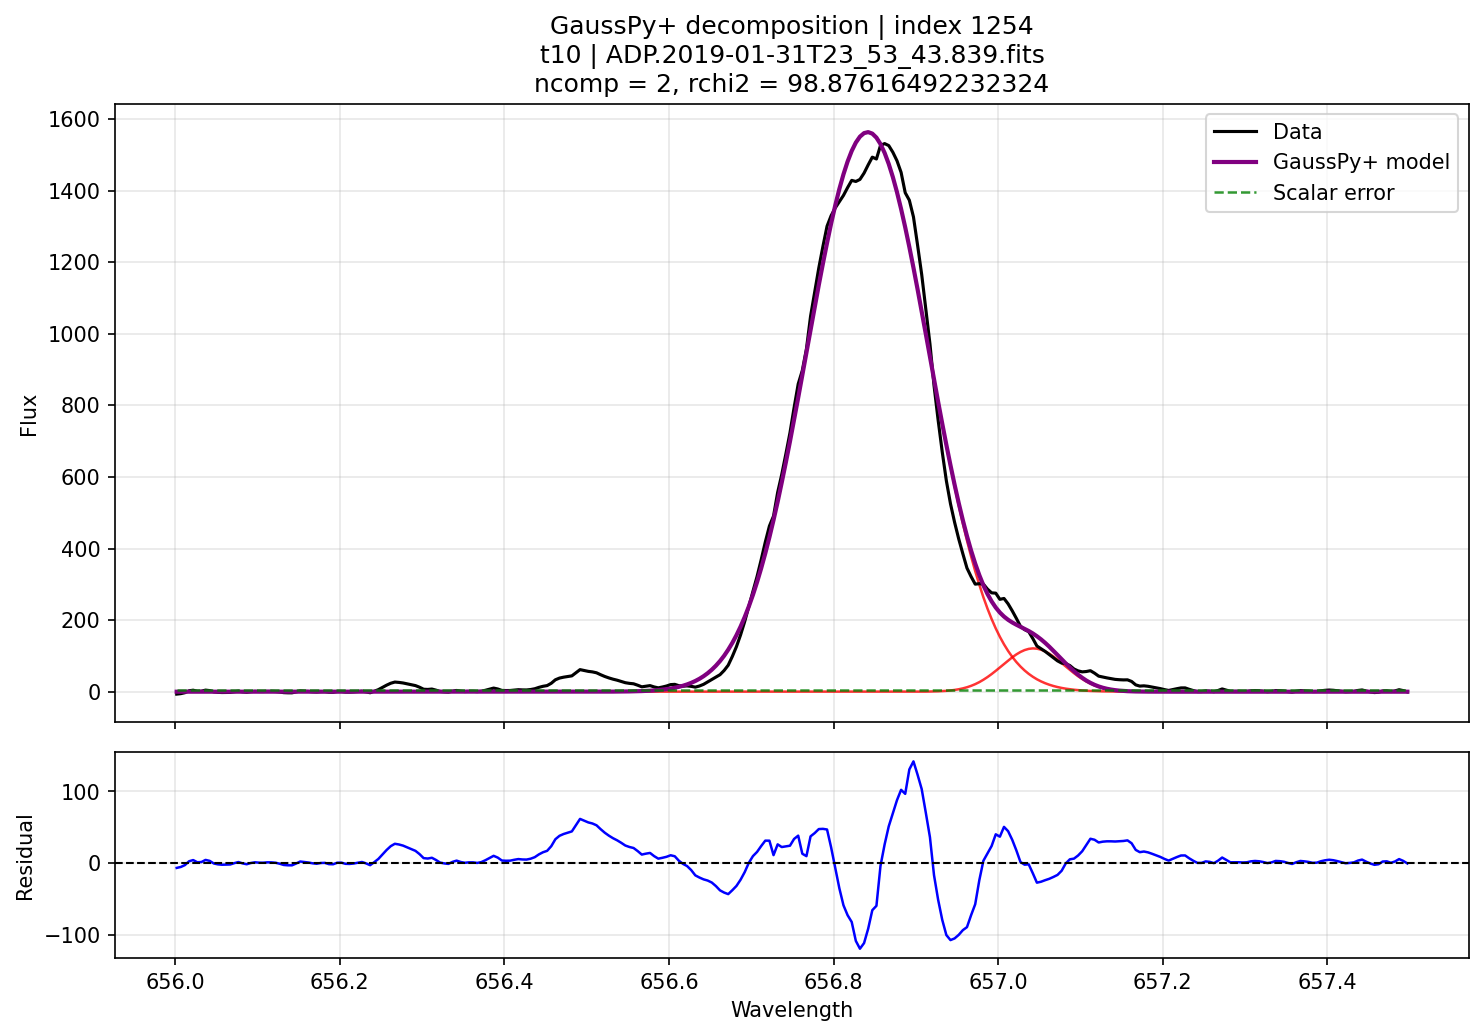 GaussPy+ decomposition | index 1254
t10 | ADP.2019-01-31T23_53_43.839.fits
ncomp = 2, rchi2 = 98.87616492232324
1600
1400
1200
1000
800
600
400
200
0
Flux
Data
GaussPy+ model
Scalar error
100
0
−100
Residual
656.0
656.2
656.4
656.6
656.8
657.0
657.2
657.4
Wavelength